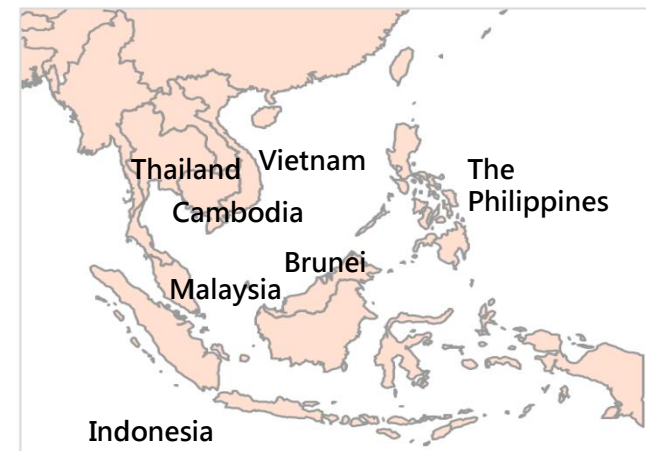 Thailand
Vietnam
The
Philippines
Cambodia
Brunei
Malaysia
Indonesia